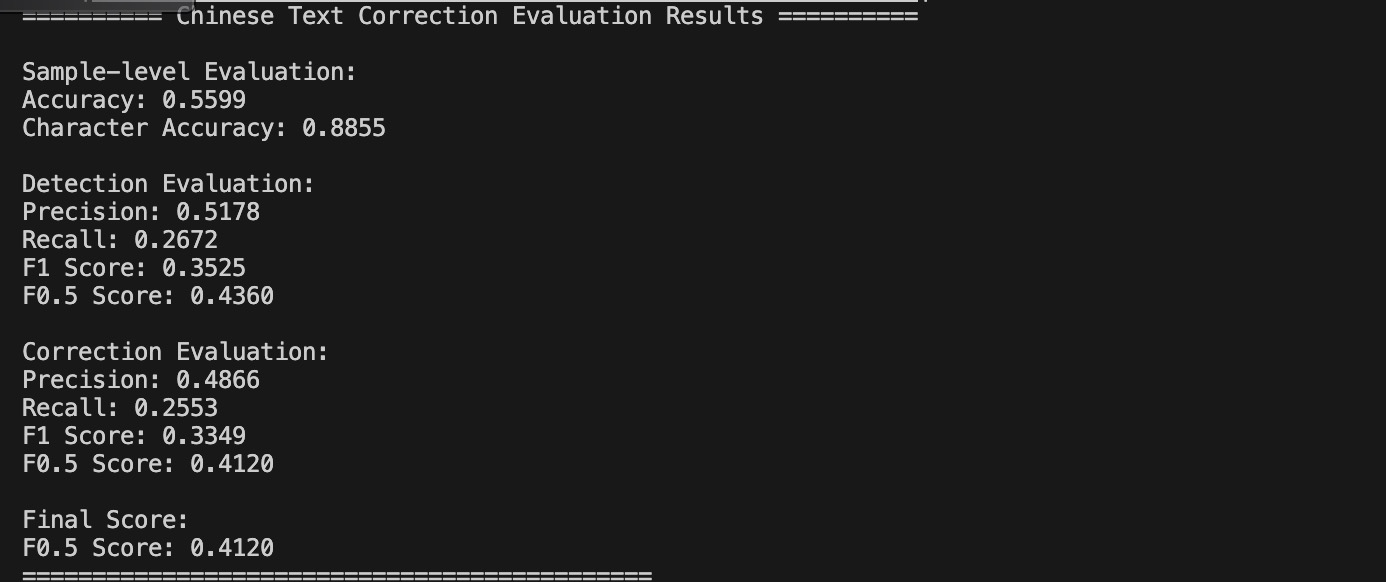 ========== Chinese Text Correction Evaluation Results ==========
Sample-level Evaluation:
Accuracy: 0.5599
Character Accuracy: 0.8855
Detection Evaluation:
Precision: 0.5178
Recall: 0.2672
F1 Score: 0.3525
F0.5 Score: 0.4360
Correction Evaluation:
Precision: 0.4866
Recall: 0.2553
F1 Score: 0.3349
F0.5 Score: 0.4120
Final Score:
F0.5 Score: 0.4120
=============================================